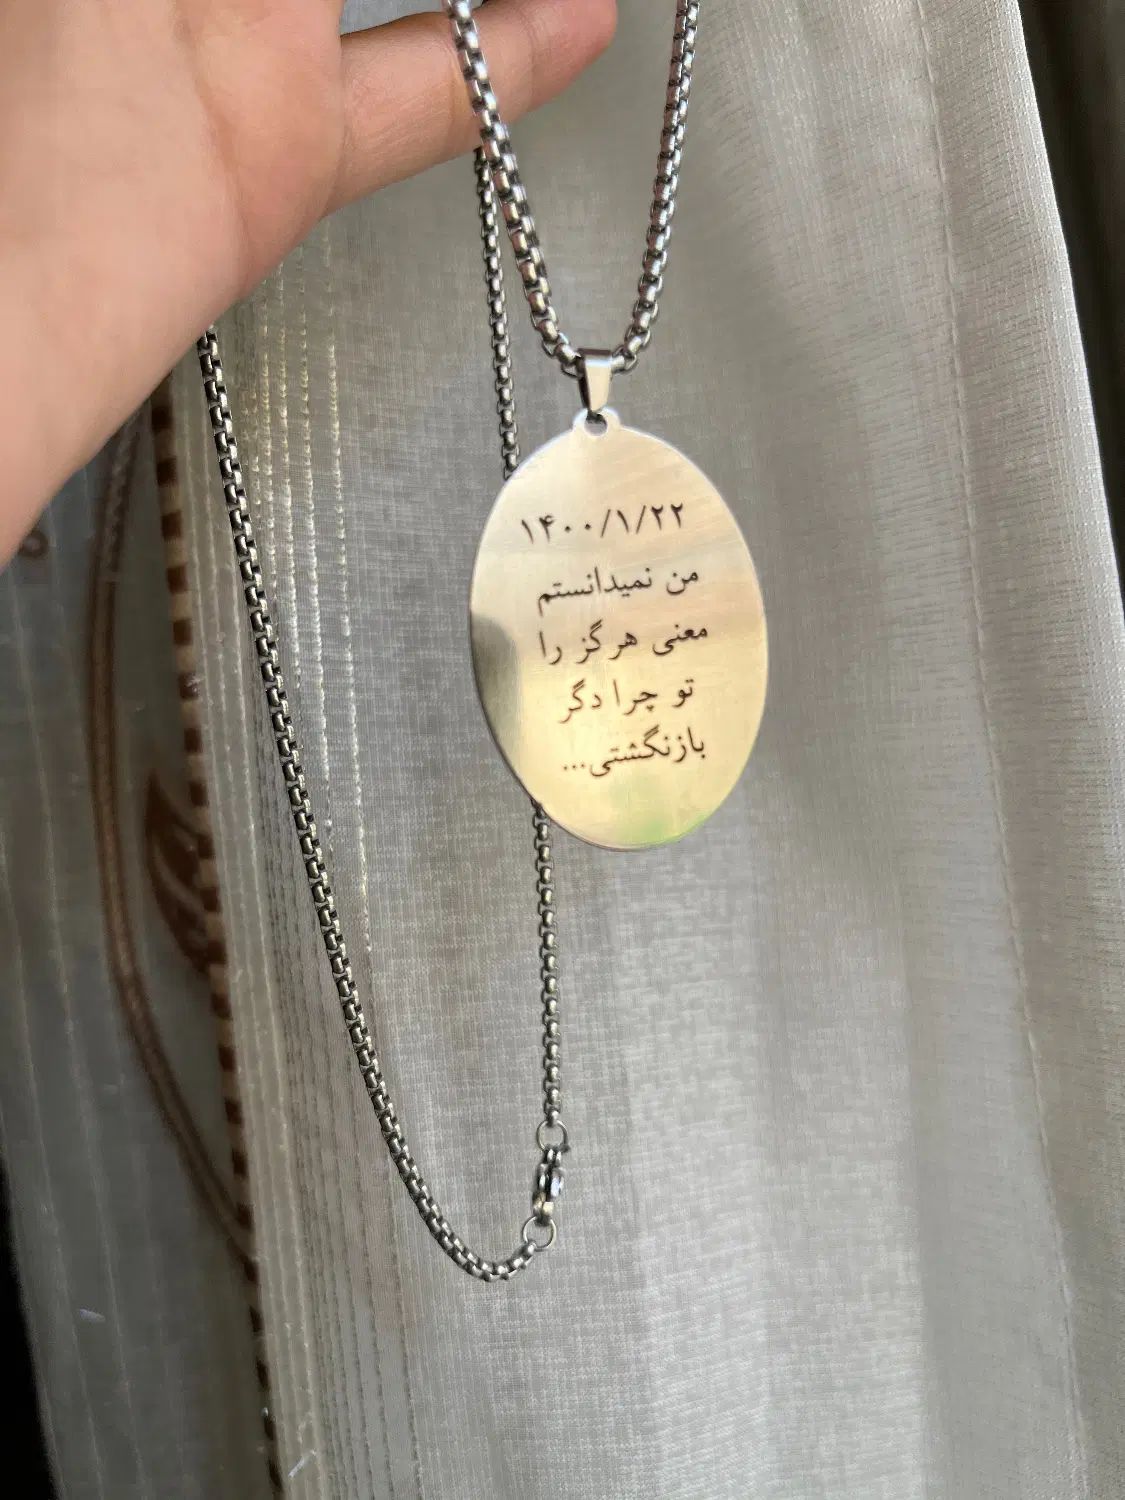 ۱۴۰۰/۱/۲۲
من نمیدانستم
معنی هرگز را
تو چرا دگر
بازنگشتی...